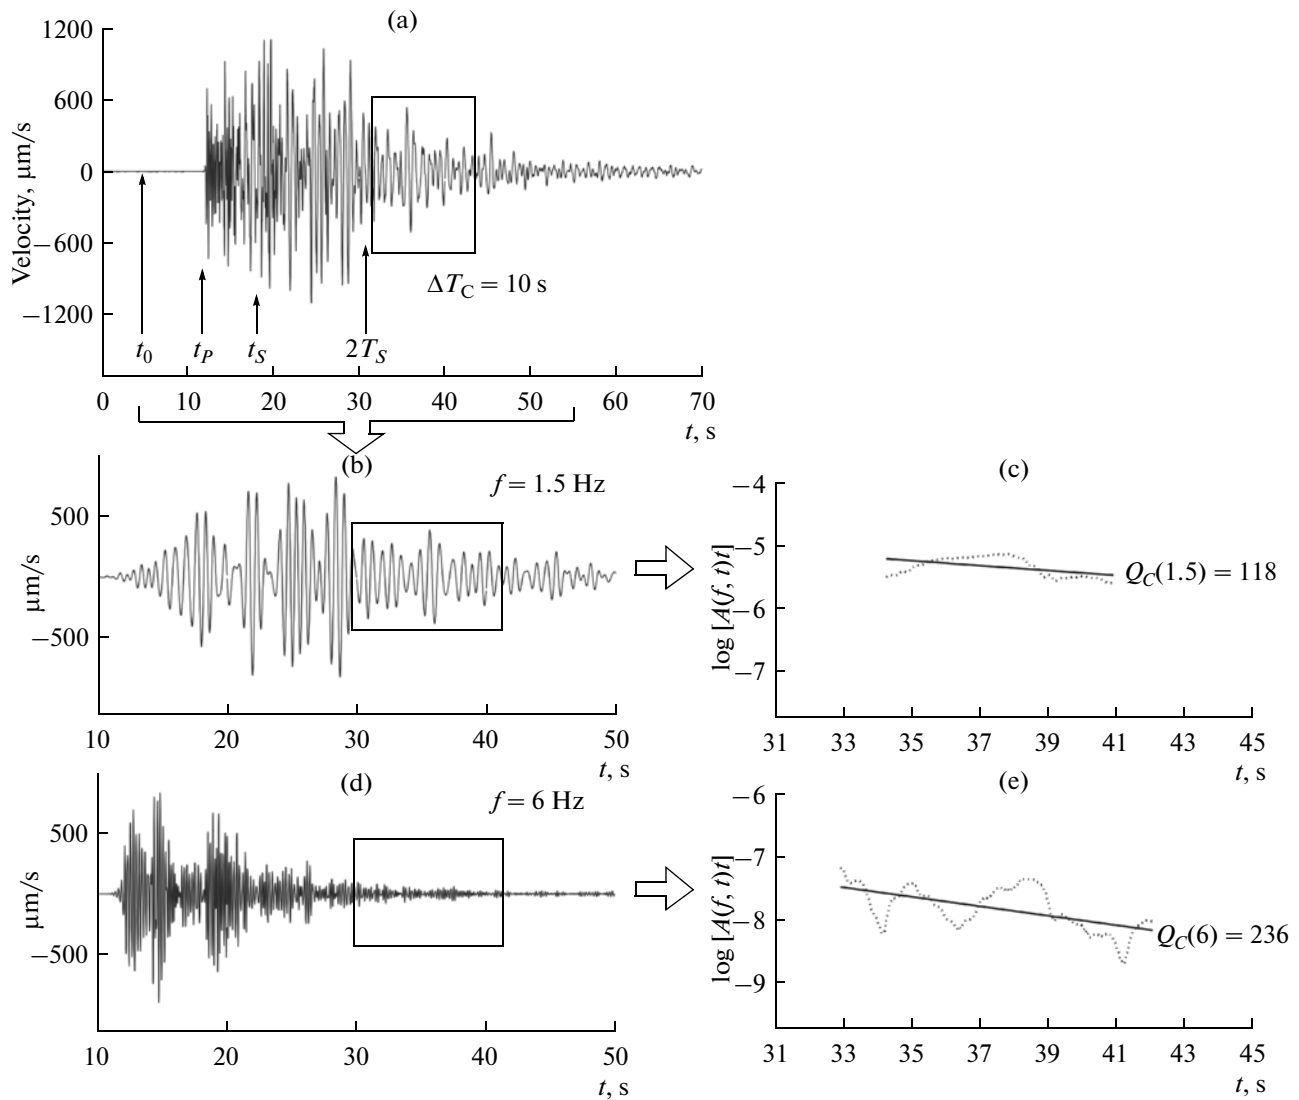 (a)
1200
600
0
−600
−1200
Velocity, μm/s
ΔT_C = 10 s
t_0 t_P t_S 2T_S
0 10 20 30 40 50 60 70
t, s
(b)
f = 1.5 Hz
500
−500
μm/s
10 20 30 40 50
t, s
(c)
−4
−5
−6
−7
log [A(f, t)t]
Q_C(1.5) = 118
31 33 35 37 39 41 43 45
t, s
(d)
f = 6 Hz
500
−500
μm/s
10 20 30 40 50
t, s
(e)
−6
−7
−8
−9
log [A(f, t)t]
Q_C(6) = 236
31 33 35 37 39 41 43 45
t, s